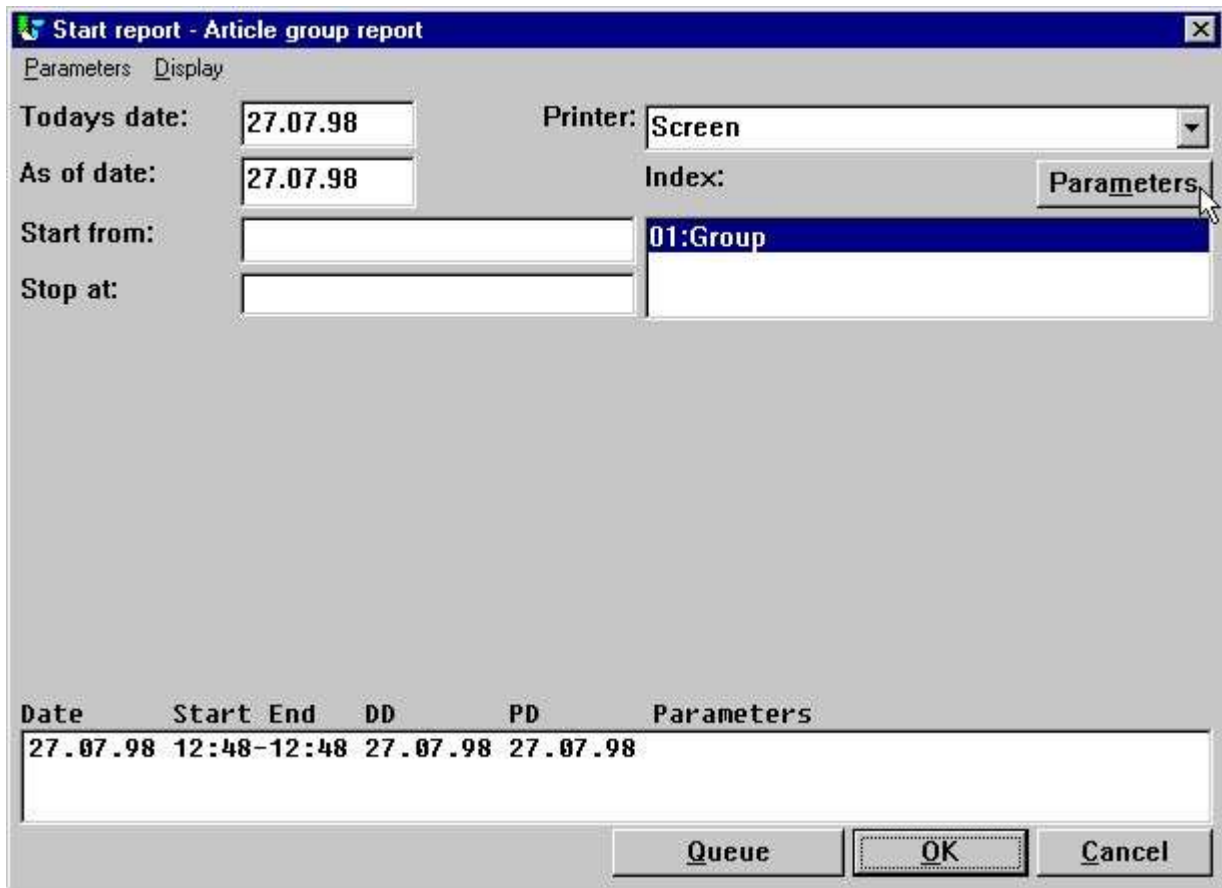 Start report - Article group report
Parameters Display
Todays date: 27.07.98 Printer: Screen
As of date: 27.07.98 Index: Parameters
Start from: 01:Group
Stop at:
Date Start End DD PD Parameters
27.07.98 12:48-12:48 27.07.98 27.07.98
Queue OK Cancel